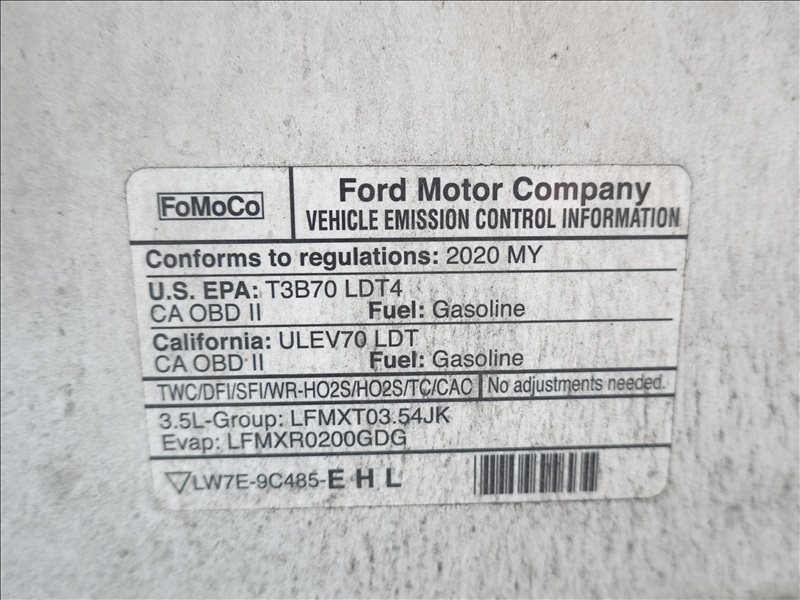 FoMoCo
Ford Motor Company
VEHICLE EMISSION CONTROL INFORMATION
Conforms to regulations: 2020 MY
U.S. EPA: T3B70 LDT4
CA OBD II Fuel: Gasoline
California: ULEV70 LDT
CA OBD II Fuel: Gasoline
TWC/DFI/SFI/WR-HO2S/HO2S/TC/CAC No adjustments needed.
3.5L-Group: LFMXT03.54JK
Evap: LFMXR0200GDG
LW7E-9C485-E H L